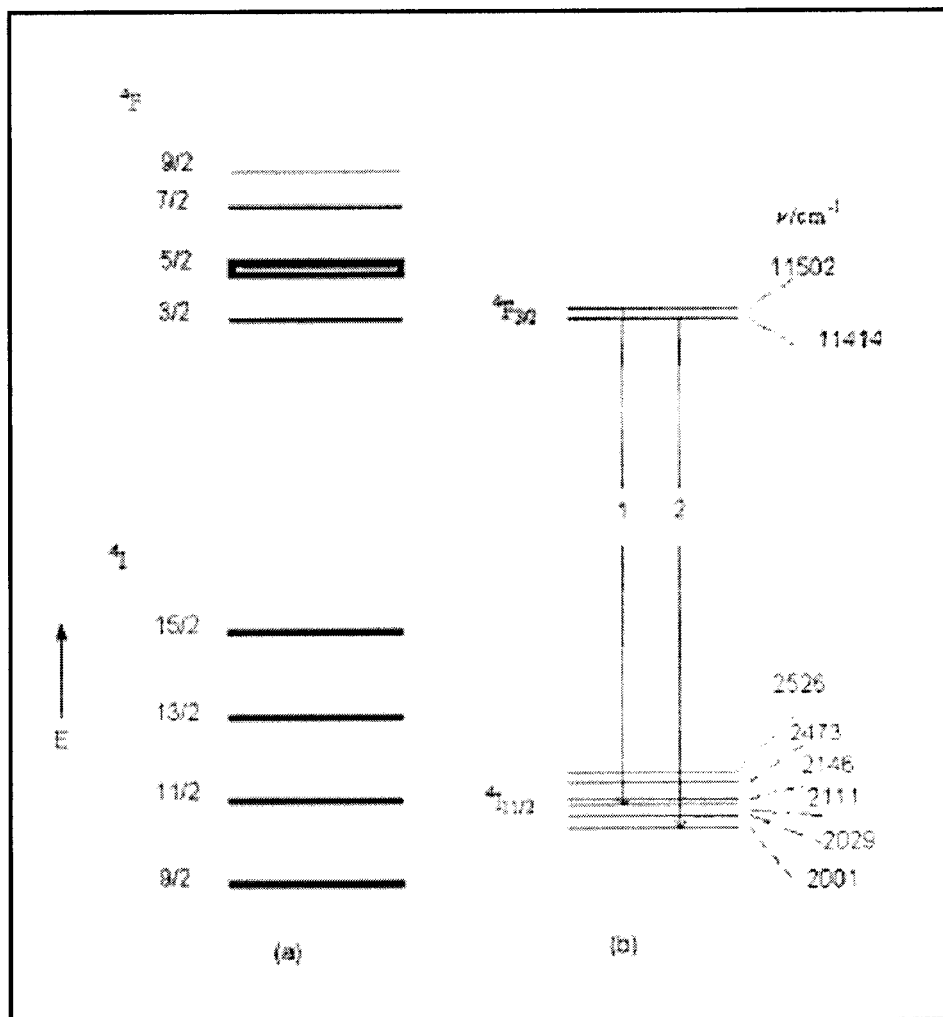 ⁴F
9/2
7/2
5/2
3/2
ν/cm⁻¹
11502
⁴F₃/₂
11414
1 2
⁴I
15/2
13/2
11/2
9/2
E
2526
2473
2146
⁴I₁₁/₂
2111
2029
2001
(a) (b)